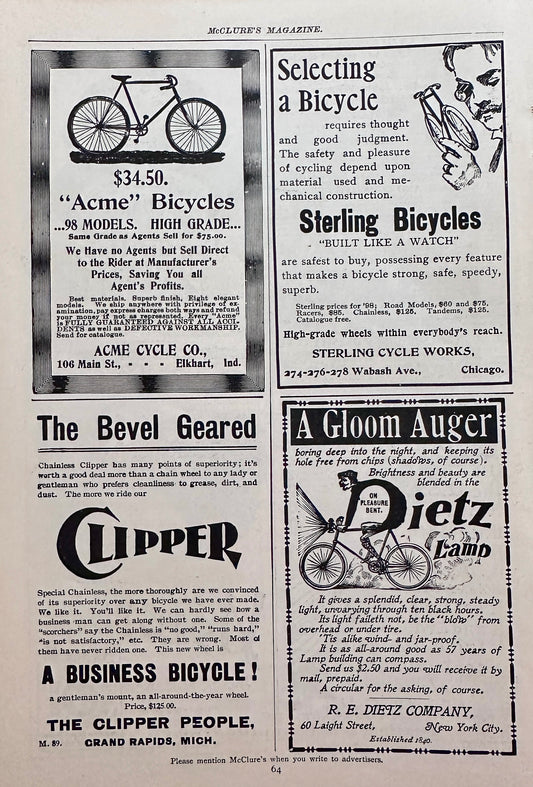 McCLURE'S MAGAZINE.
$34.50.
"Acme" Bicycles
...98 MODELS. HIGH GRADE...
Same Grade as Agents Sell for $75.00.
We Have no Agents but Sell Direct
to the Rider at Manufacturer's
Prices, Saving You all
Agent's Profits.
Best materials. Superb finish. Eight elegant
models. We ship anywhere with privilege of ex-
amination, pay express charges both ways and refund
your money if not as represented. Every "Acme"
is FULLY GUARANTEED AGAINST ALL ACCI-
DENTS as well as DEFECTIVE WORKMANSHIP.
Send for catalogue.
ACME CYCLE CO.,
106 Main St., - - - Elkhart, Ind.
Selecting
a Bicycle
requires thought
and good judgment.
The safety and pleasure
of cycling depend upon
material used and me-
chanical construction.
Sterling Bicycles
"BUILT LIKE A WATCH"
are safest to buy, possessing every feature
that makes a bicycle strong, safe, speedy,
superb.
Sterling prices for '98; Road Models, $60 and $75,
Racers, $85. Chainless, $125. Tandems, $125.
Catalogue free.
High-grade wheels within everybody's reach.
STERLING CYCLE WORKS,
274-276-278 Wabash Ave., Chicago.
The Bevel Geared
Chainless Clipper has many points of superiority; it's
worth a good deal more than a chain wheel to any lady or
gentleman who prefers cleanliness to grease, dirt, and
dust. The more we ride our
CLIPPER
Special Chainless, the more thoroughly are we convinced
of its superiority over any bicycle we have ever made.
We like it. You'll like it. We can hardly see how a
business man can get along without one. Some of the
"scorchers" say the Chainless is "no good," "runs hard,"
"is not satisfactory," etc. They are wrong. Most of
them have never ridden one. This new wheel is
A BUSINESS BICYCLE!
a gentleman's mount, an all-around-the-year wheel.
Price, $125.00.
THE CLIPPER PEOPLE,
M. 89. GRAND RAPIDS, MICH.
A Gloom Auger
boring deep into the night, and keeping its
hole free from chips (shadows, of course).
Brightness and beauty are
blended in the
ON
PLEASURE
BENT.
Dietz
Lamp
It gives a splendid, clear, strong, steady
light, unvarying through ten black hours.
Its light faileth not, be the "blow" from
overhead or under tire.
'Tis alike wind- and jar-proof.
It is as all-around good as 57 years of
Lamp building can compass.
Send us $2.50 and you will receive it by
mail, prepaid.
A circular for the asking, of course.
R. E. DIETZ COMPANY,
60 Laight Street, New York City.
Established 1840.
Please mention McClure's when you write to advertisers.
64